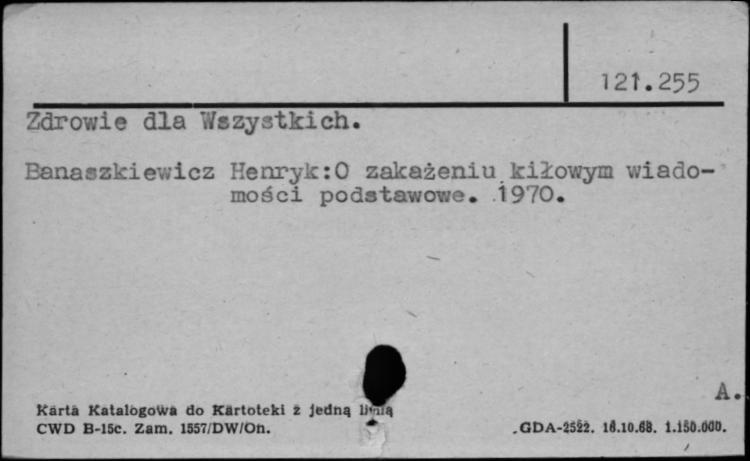 121.255
Zdrowie dla Wszystkich.
Banaszkiewicz Henryk:O zakażeniu kiłowym wiado-
mości podstawowe. 1970.
A.
Karta Katalogowa do Kartoteki z jedną linią
CWD B-15c. Zam. 1557/DW/On. GDA-2522. 16.10.68. 1.150.000.